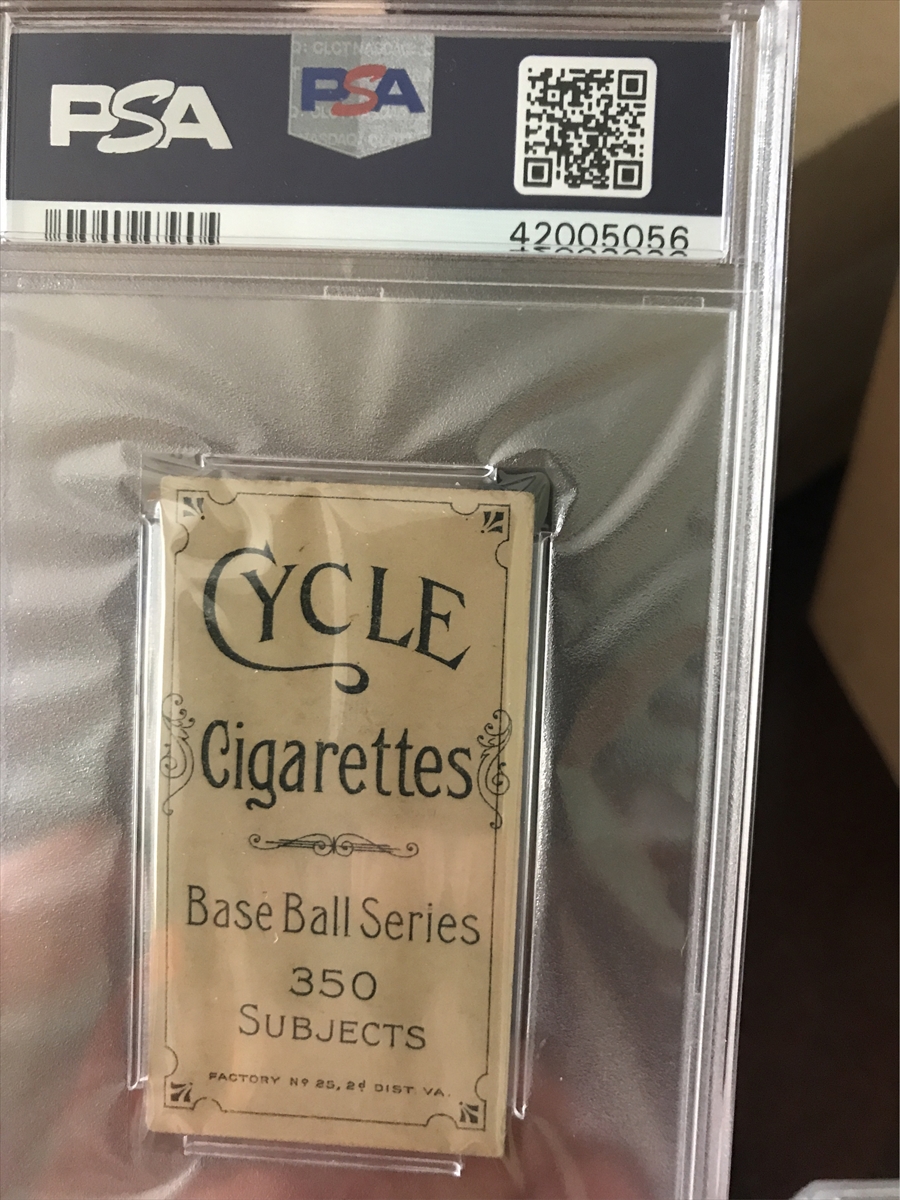 PSA
PSA
42005056
CYCLE
Cigarettes
Base Ball Series
350
SUBJECTS
FACTORY Nº 25, 2d DIST. VA.